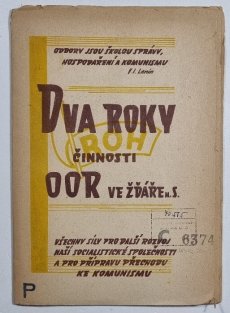 ODBORY JSOU ŠKOLOU SPRÁVY,
HOSPODAŘENÍ A KOMUNISMU
V. I. Lenin
DVA ROKY
ROH
ČINNOSTI
OOR VE ŽĎÁŘE N. S.
C 6374
VŠECHNY SÍLY PRO DALŠÍ ROZVOJ
NAŠÍ SOCIALISTICKÉ SPOLEČNOSTI
A PRO PŘÍPRAVU PŘECHODU
KE KOMUNISMU
P